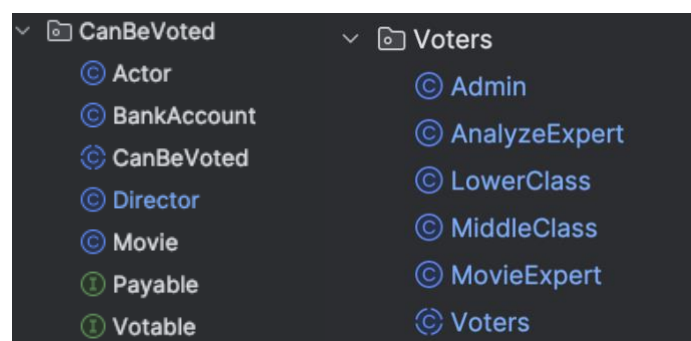 CanBeVoted
Actor
BankAccount
CanBeVoted
Director
Movie
Payable
Votable
Voters
Admin
AnalyzeExpert
LowerClass
MiddleClass
MovieExpert
Voters